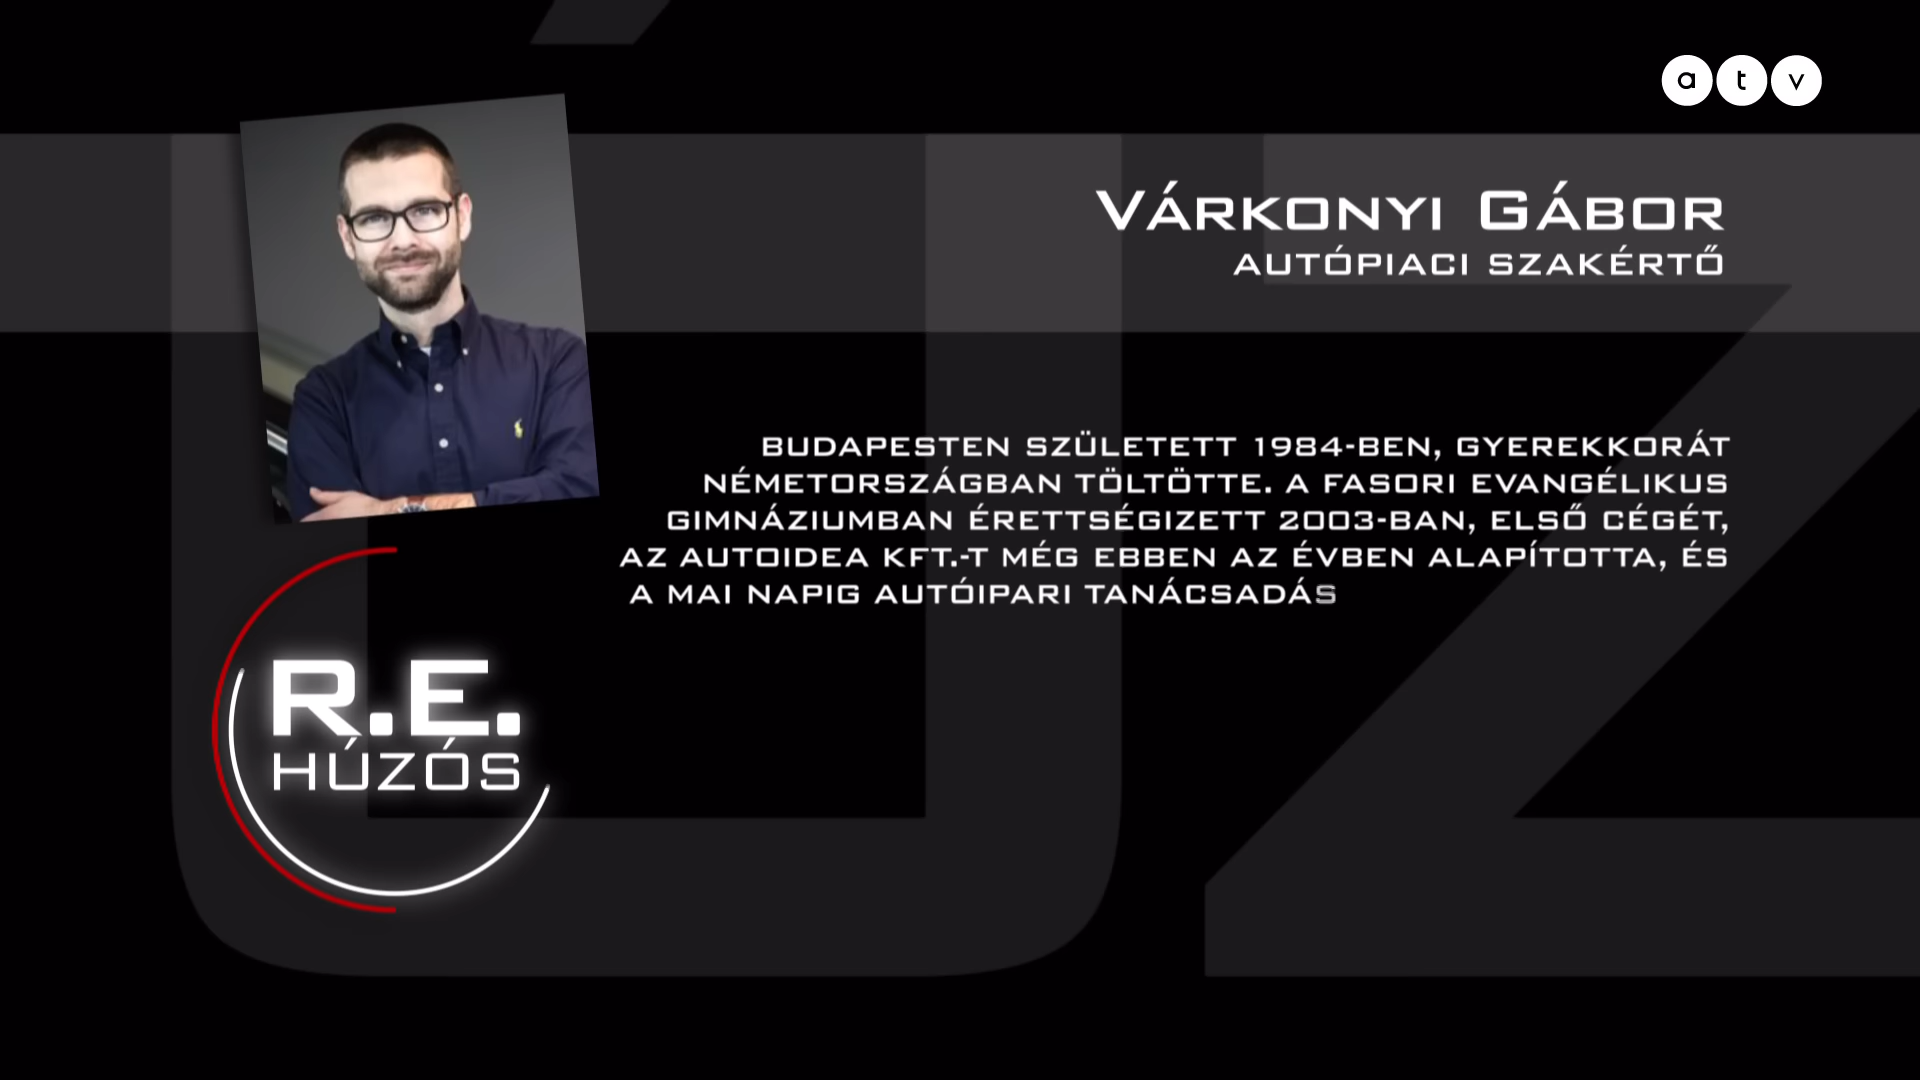 atv
VÁRKONYI GÁBOR
AUTÓPIACI SZAKÉRTŐ
BUDAPESTEN SZÜLETETT 1984-BEN, GYEREKKORÁT
NÉMETORSZÁGBAN TÖLTÖTTE. A FASORI EVANGÉLIKUS
GIMNÁZIUMBAN ÉRETTSÉGIZETT 2003-BAN, ELSŐ CÉGÉT,
AZ AUTOIDEA KFT.-T MÉG EBBEN AZ ÉVBEN ALAPÍTOTTA, ÉS
A MAI NAPIG AUTÓIPARI TANÁCSADÁS
R.E.
HÚZÓS